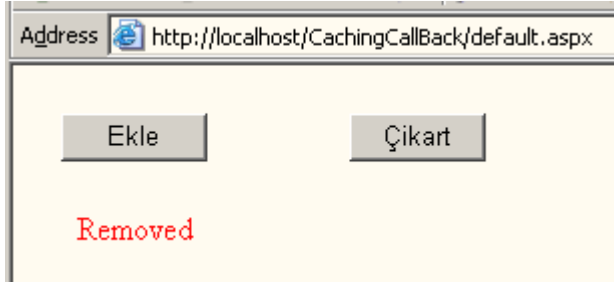 Address http://localhost/CachingCallBack/default.aspx
Ekle Çikart
Removed